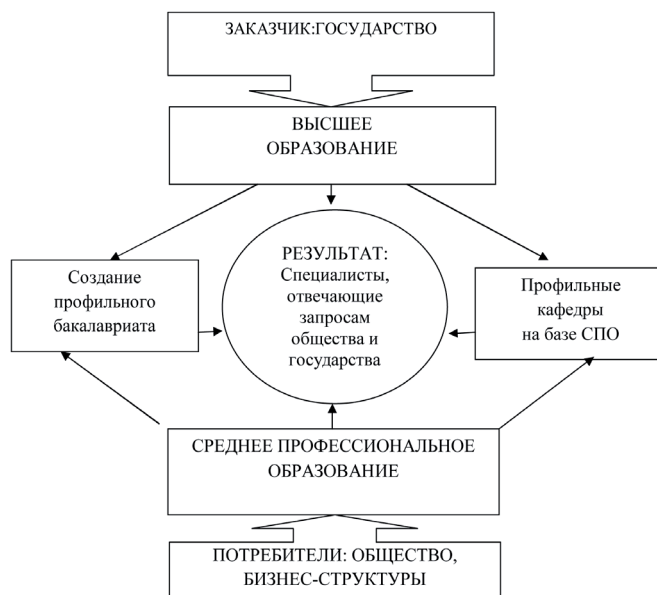 ЗАКАЗЧИК:ГОСУДАРСТВО
ВЫСШЕЕ
ОБРАЗОВАНИЕ
Создание
профильного
бакалавриата
РЕЗУЛЬТАТ:
Специалисты,
отвечающие
запросам
общества и
государства
Профильные
кафедры
на базе СПО
СРЕДНЕЕ ПРОФЕССИОНАЛЬНОЕ
ОБРАЗОВАНИЕ
ПОТРЕБИТЕЛИ: ОБЩЕСТВО,
БИЗНЕС-СТРУКТУРЫ